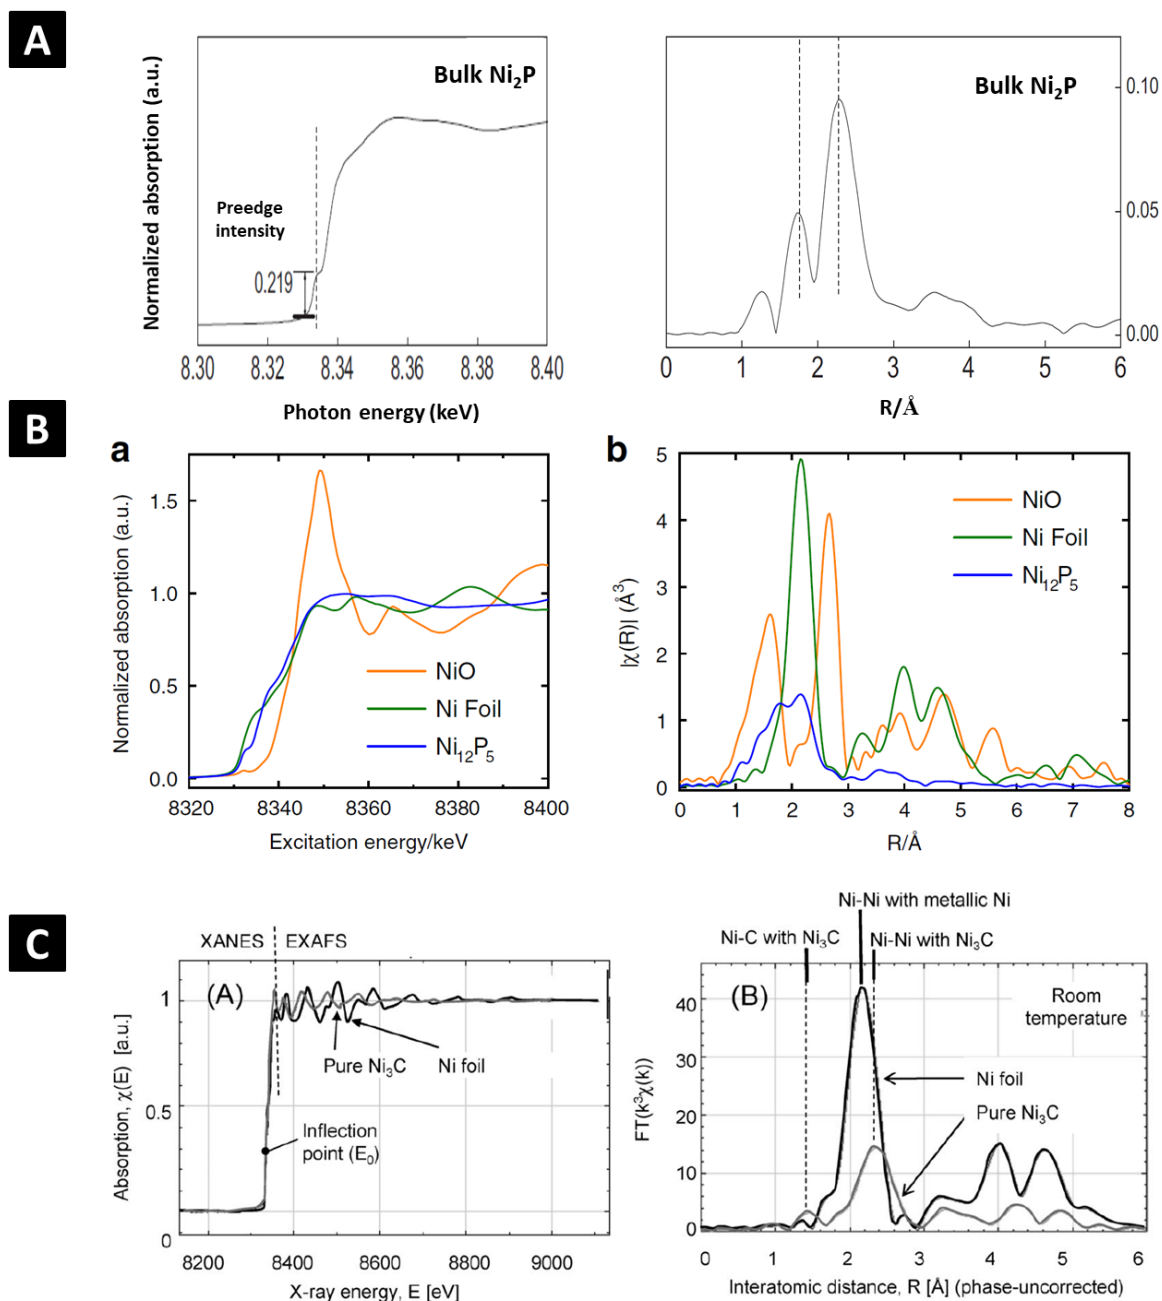 A
Normalized absorption (a.u.)
Bulk Ni₂P
Preedge
intensity
0.219
8.30 8.32 8.34 8.36 8.38 8.40
Photon energy (keV)
Bulk Ni₂P
0.10
0.05
0.00
0 1 2 3 4 5 6
R/Å
B
a
Normalized absorption (a.u.)
1.5
1.0
0.5
0.0
NiO
Ni Foil
Ni₁₂P₅
8320 8340 8360 8380 8400
Excitation energy/keV
b
|χ(R)| (Å³)
5
4
3
2
1
0
NiO
Ni Foil
Ni₁₂P₅
0 1 2 3 4 5 6 7 8
R/Å
C
XANES EXAFS
(A)
Absorption, χ(E) [a.u.]
1
0.5
0
Pure Ni₃C Ni foil
Inflection
point (E₀)
8200 8400 8600 8800 9000
X-ray energy, E [eV]
Ni-Ni with metallic Ni
Ni-C with Ni₃C Ni-Ni with Ni₃C
(B)
Room
temperature
FT(k³χ(k))
40
30
20
10
0
Ni foil
Pure Ni₃C
0 1 2 3 4 5 6
Interatomic distance, R [Å] (phase-uncorrected)